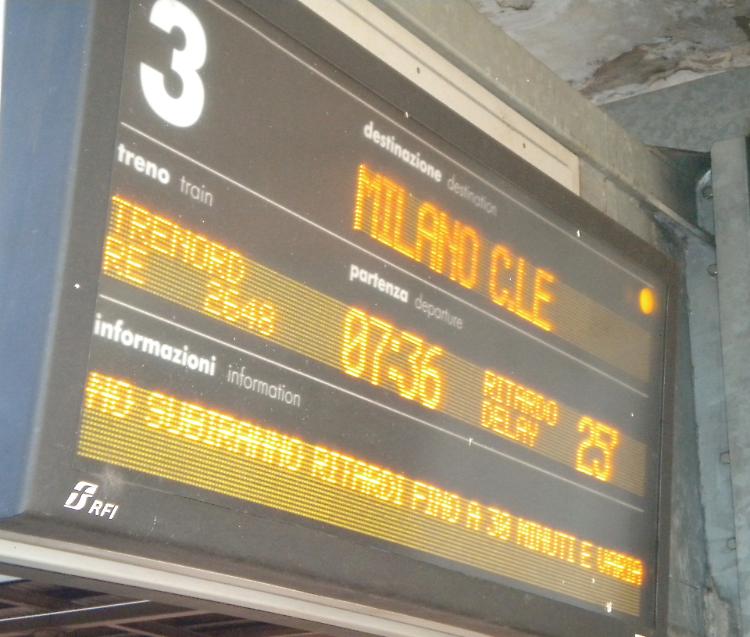 3
destinazione destination
MILANO C.LE
treno train
TRENORD
RE 2648
partenza departure
07:36
RITARDO
DELAY
25'
informazioni information
NO SUBIRANNO RITARDI FINO A 30 MINUTI E VARIA
RFI